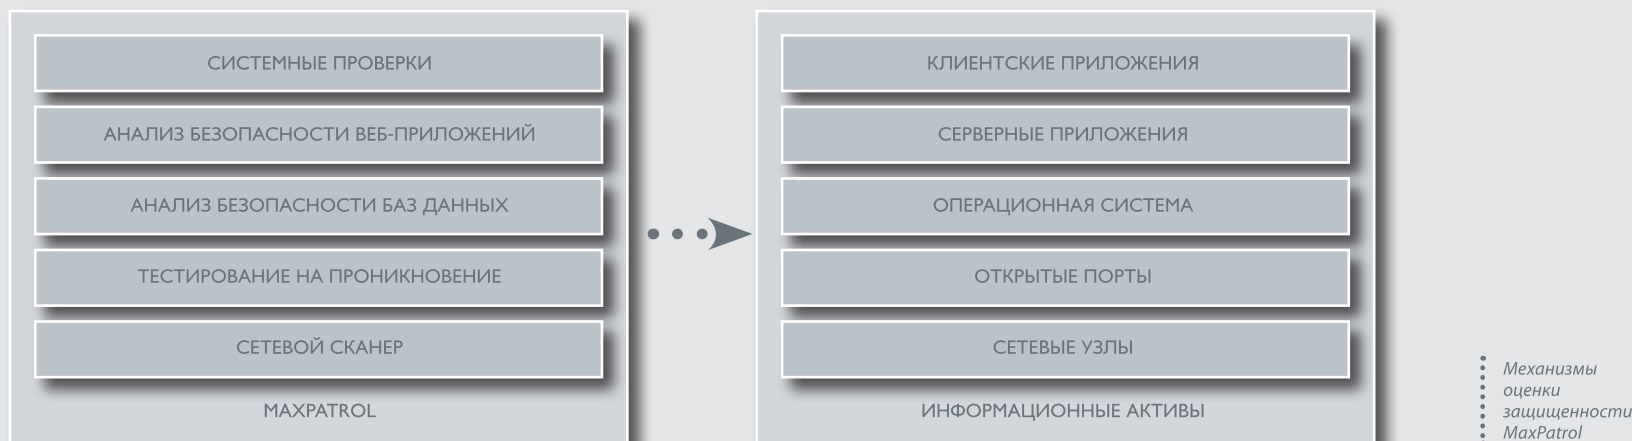 СИСТЕМНЫЕ ПРОВЕРКИ
АНАЛИЗ БЕЗОПАСНОСТИ ВЕБ-ПРИЛОЖЕНИЙ
АНАЛИЗ БЕЗОПАСНОСТИ БАЗ ДАННЫХ
ТЕСТИРОВАНИЕ НА ПРОНИКНОВЕНИЕ
СЕТЕВОЙ СКАНЕР
MAXPATROL
КЛИЕНТСКИЕ ПРИЛОЖЕНИЯ
СЕРВЕРНЫЕ ПРИЛОЖЕНИЯ
ОПЕРАЦИОННАЯ СИСТЕМА
ОТКРЫТЫЕ ПОРТЫ
СЕТЕВЫЕ УЗЛЫ
ИНФОРМАЦИОННЫЕ АКТИВЫ
Механизмы
оценки
защищенности
MaxPatrol